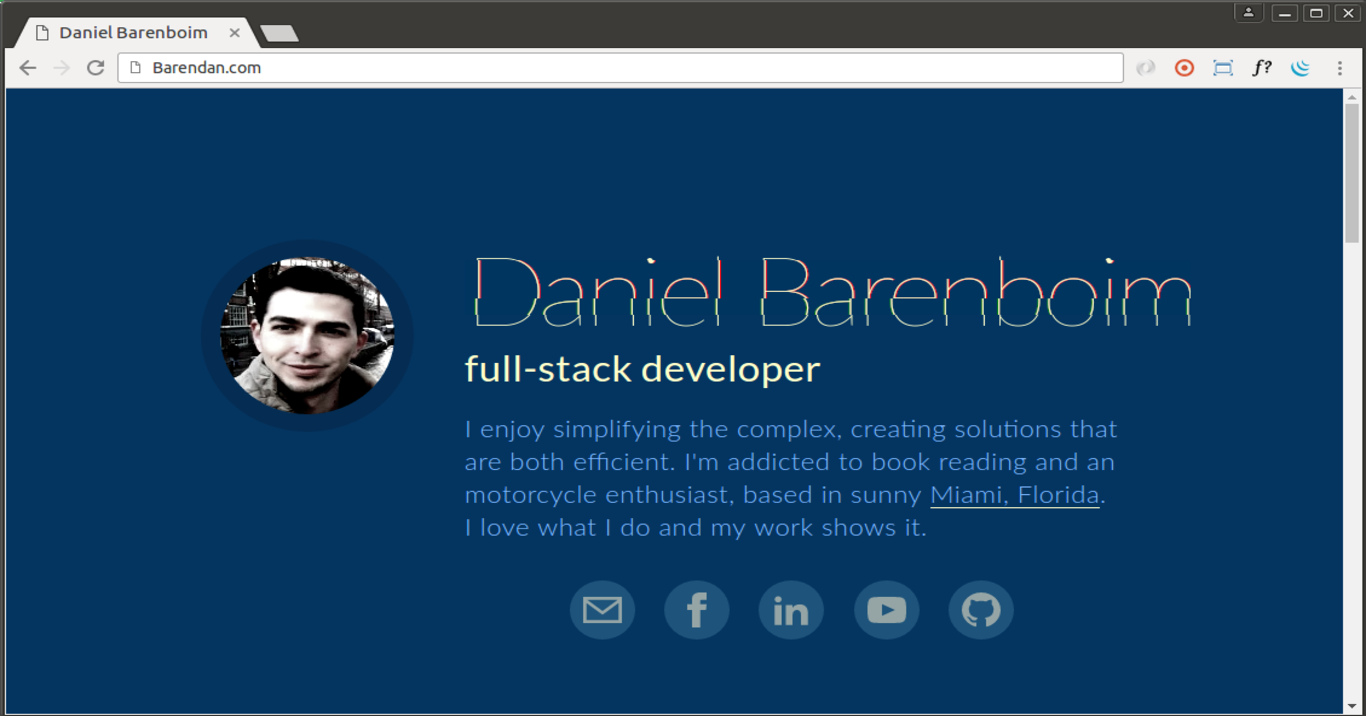 Daniel Barenboim
Barendan.com
f?
Daniel Barenboim
full-stack developer
I enjoy simplifying the complex, creating solutions that
are both efficient. I'm addicted to book reading and an
motorcycle enthusiast, based in sunny Miami, Florida.
I love what I do and my work shows it.
f
in